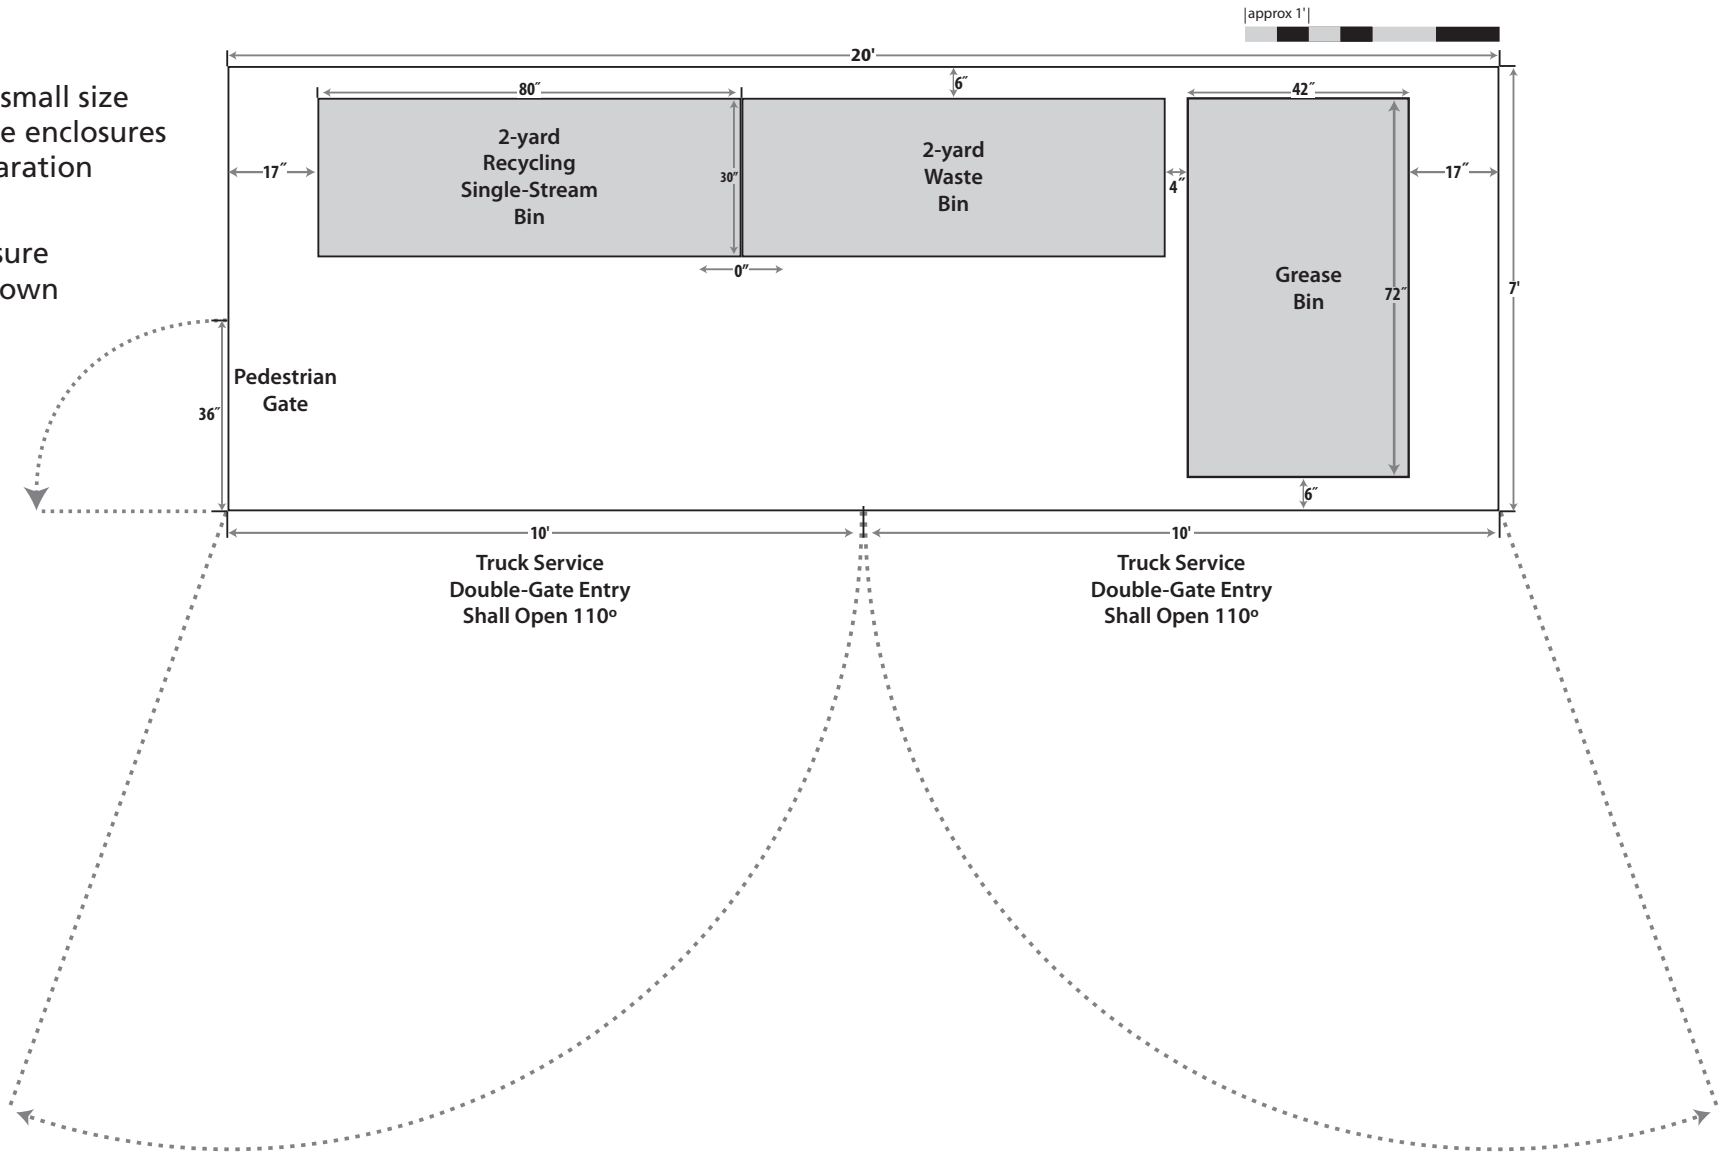 approx 1'
20'
small size
e enclosures
aration
sure
own
80″
6″
42″
2-yard
Recycling
Single-Stream
Bin
2-yard
Waste
Bin
17″
30″
4″
17″
0″
Grease
Bin
72″
7'
Pedestrian
Gate
36″
6″
10'
10'
Truck Service
Double-Gate Entry
Shall Open 110º
Truck Service
Double-Gate Entry
Shall Open 110º